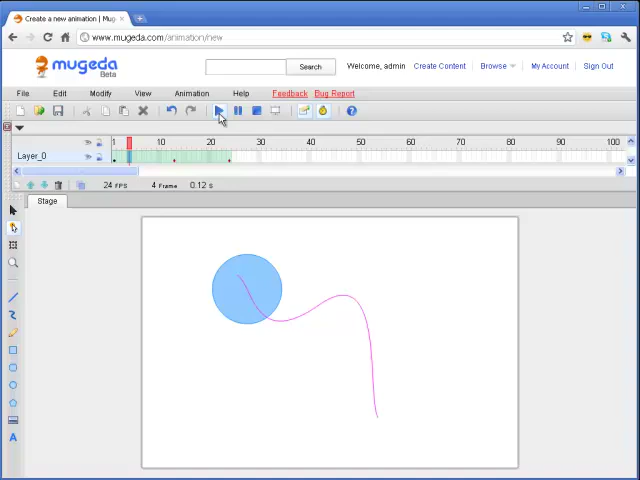 Create a new animation | Mug
www.mugeda.com/animation/new
mugeda
Beta
Search
Welcome, admin
Create Content
Browse
My Account
Sign Out
File
Edit
Modify
View
Animation
Help
Feedback
Bug Report
1
10
20
30
40
50
60
70
80
90
100
Layer_0
24 FPS
4 Frame
0.12 s
Stage
A